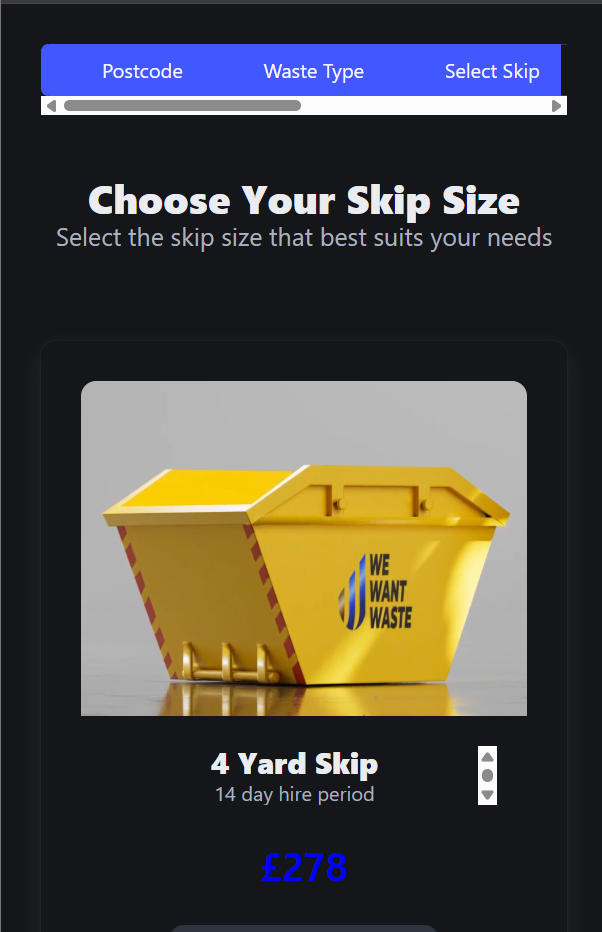 Postcode Waste Type Select Skip
Choose Your Skip Size
Select the skip size that best suits your needs
WE
WANT
WASTE
4 Yard Skip
14 day hire period
£278